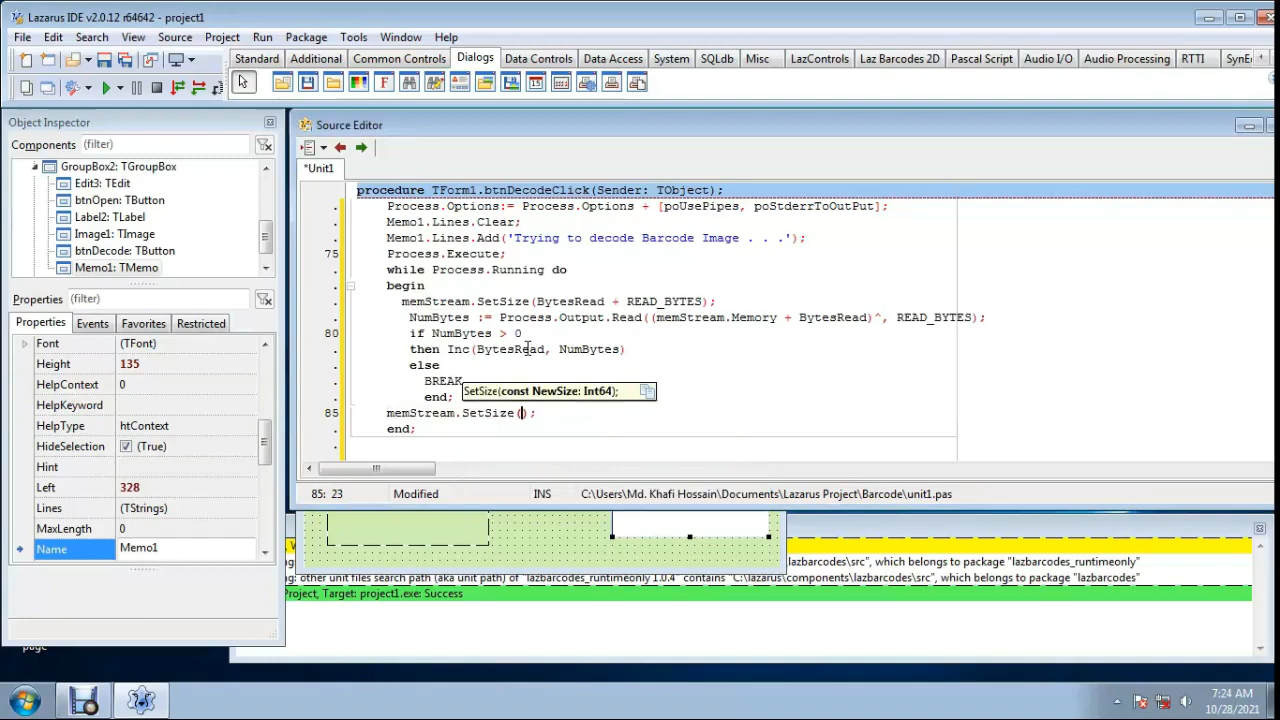 Lazarus IDE v2.0.12 r64642 - project1
File Edit Search View Source Project Run Package Tools Window Help
Standard Additional Common Controls Dialogs Data Controls Data Access System SQLdb Misc LazControls Laz Barcodes 2D Pascal Script Audio I/O Audio Processing RTTI SynE
Object Inspector
Components (filter)
GroupBox2: TGroupBox
Edit3: TEdit
btnOpen: TButton
Label2: TLabel
Image1: TImage
btnDecode: TButton
Memo1: TMemo
Properties (filter)
Properties Events Favorites Restricted
Font (TFont)
Height 135
HelpContext 0
HelpKeyword
HelpType htContext
HideSelection (True)
Hint
Left 328
Lines (TStrings)
MaxLength 0
Name Memo1
page
Source Editor
*Unit1
procedure TForm1.btnDecodeClick(Sender: TObject);
Process.Options:= Process.Options + [poUsePipes, poStderrToOutPut];
Memo1.Lines.Clear;
Memo1.Lines.Add('Trying to decode Barcode Image . . .');
75 Process.Execute;
while Process.Running do
begin
memStream.SetSize(BytesRead + READ_BYTES);
NumBytes := Process.Output.Read((memStream.Memory + BytesRead)^, READ_BYTES);
80 if NumBytes > 0
then Inc(BytesRead, NumBytes)
else
BREAK
SetSize(const NewSize: Int64);
end;
85 memStream.SetSize();
end;
85: 23 Modified INS C:\Users\Md. Khafi Hossain\Documents\Lazarus Project\Barcode\unit1.pas
lazbarcodes\src", which belongs to package "lazbarcodes_runtimeonly"
ng: other unit files search path (aka unit path) of "lazbarcodes_runtimeonly 1.0.4" contains "C:\lazarus\components\lazbarcodes\src", which belongs to package "lazbarcodes"
Project, Target: project1.exe: Success
7:24 AM
10/28/2021